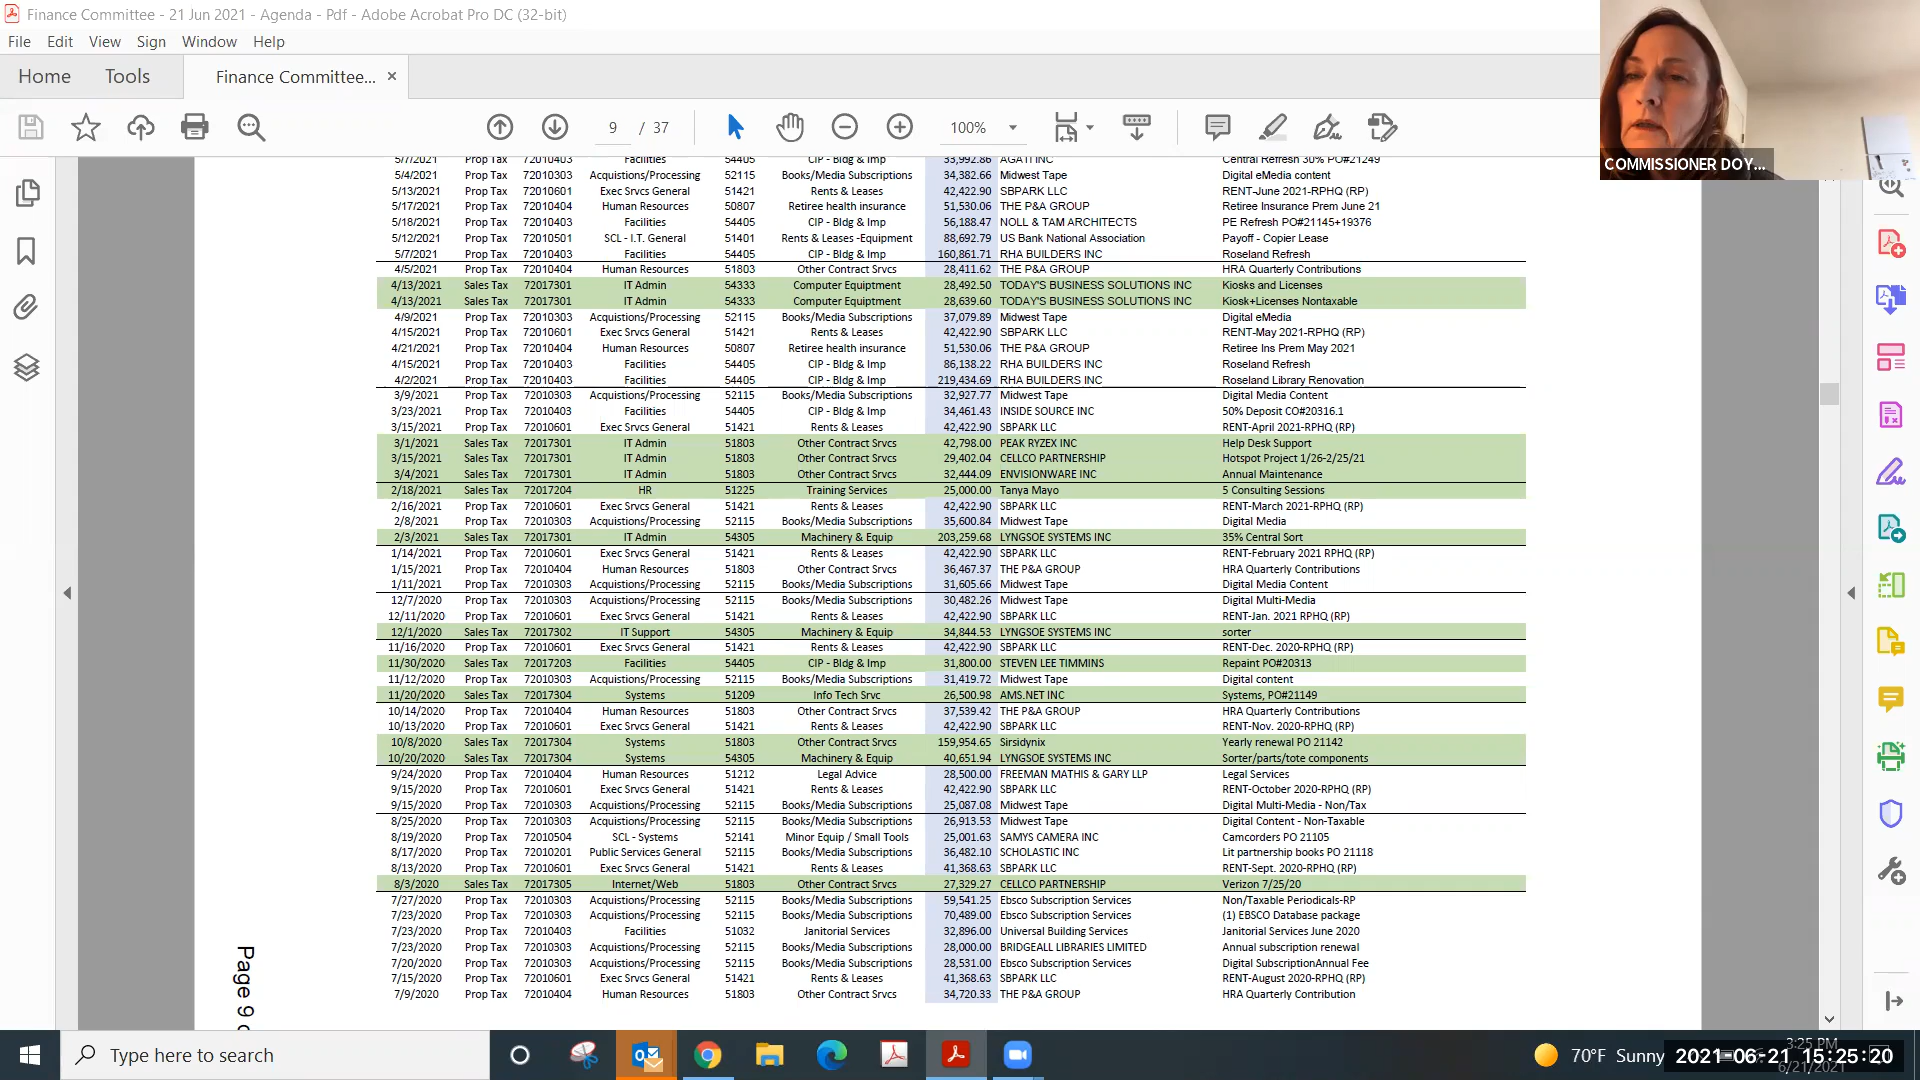 Finance Committee - 21 Jun 2021 - Agenda - Pdf - Adobe Acrobat Pro DC (32-bit)
File Edit View Sign Window Help
Home Tools Finance Committee... ×
9 / 37 100%
COMMISSIONER DOY...
5/7/2021 Prop Tax 72010403 Facilities 54405 CIP - Bldg & Imp 33,992.86 AGATI INC Central Refresh 30% PO#21249
5/4/2021 Prop Tax 72010303 Acquistions/Processing 52115 Books/Media Subscriptions 34,382.66 Midwest Tape Digital eMedia content
5/13/2021 Prop Tax 72010601 Exec Srvcs General 51421 Rents & Leases 42,422.90 SBPARK LLC RENT-June 2021-RPHQ (RP)
5/17/2021 Prop Tax 72010404 Human Resources 50807 Retiree health insurance 51,530.06 THE P&A GROUP Retiree Insurance Prem June 21
5/18/2021 Prop Tax 72010403 Facilities 54405 CIP - Bldg & Imp 56,188.47 NOLL & TAM ARCHITECTS PE Refresh PO#21145+19376
5/12/2021 Prop Tax 72010501 SCL - I.T. General 51401 Rents & Leases -Equipment 88,692.79 US Bank National Association Payoff - Copier Lease
5/7/2021 Prop Tax 72010403 Facilities 54405 CIP - Bldg & Imp 160,861.71 RHA BUILDERS INC Roseland Refresh
4/5/2021 Prop Tax 72010404 Human Resources 51803 Other Contract Srvcs 28,411.62 THE P&A GROUP HRA Quarterly Contributions
4/13/2021 Sales Tax 72017301 IT Admin 54333 Computer Equiptment 28,492.50 TODAY'S BUSINESS SOLUTIONS INC Kiosks and Licenses
4/13/2021 Sales Tax 72017301 IT Admin 54333 Computer Equiptment 28,639.60 TODAY'S BUSINESS SOLUTIONS INC Kiosk+Licenses Nontaxable
4/9/2021 Prop Tax 72010303 Acquistions/Processing 52115 Books/Media Subscriptions 37,079.89 Midwest Tape Digital eMedia
4/15/2021 Prop Tax 72010601 Exec Srvcs General 51421 Rents & Leases 42,422.90 SBPARK LLC RENT-May 2021-RPHQ (RP)
4/21/2021 Prop Tax 72010404 Human Resources 50807 Retiree health insurance 51,530.06 THE P&A GROUP Retiree Ins Prem May 2021
4/15/2021 Prop Tax 72010403 Facilities 54405 CIP - Bldg & Imp 86,138.22 RHA BUILDERS INC Roseland Refresh
4/2/2021 Prop Tax 72010403 Facilities 54405 CIP - Bldg & Imp 219,434.69 RHA BUILDERS INC Roseland Library Renovation
3/9/2021 Prop Tax 72010303 Acquistions/Processing 52115 Books/Media Subscriptions 32,927.77 Midwest Tape Digital Media Content
3/23/2021 Prop Tax 72010403 Facilities 54405 CIP - Bldg & Imp 34,461.43 INSIDE SOURCE INC 50% Deposit CO#20316.1
3/15/2021 Prop Tax 72010601 Exec Srvcs General 51421 Rents & Leases 42,422.90 SBPARK LLC RENT-April 2021-RPHQ (RP)
3/1/2021 Sales Tax 72017301 IT Admin 51803 Other Contract Srvcs 42,798.00 PEAK RYZEX INC Help Desk Support
3/15/2021 Sales Tax 72017301 IT Admin 51803 Other Contract Srvcs 29,402.04 CELLCO PARTNERSHIP Hotspot Project 1/26-2/25/21
3/4/2021 Sales Tax 72017301 IT Admin 51803 Other Contract Srvcs 32,444.09 ENVISIONWARE INC Annual Maintenance
2/18/2021 Sales Tax 72017204 HR 51225 Training Services 25,000.00 Tanya Mayo 5 Consulting Sessions
2/16/2021 Prop Tax 72010601 Exec Srvcs General 51421 Rents & Leases 42,422.90 SBPARK LLC RENT-March 2021-RPHQ (RP)
2/8/2021 Prop Tax 72010303 Acquistions/Processing 52115 Books/Media Subscriptions 35,600.84 Midwest Tape Digital Media
2/3/2021 Sales Tax 72017301 IT Admin 54305 Machinery & Equip 203,259.68 LYNGSOE SYSTEMS INC 35% Central Sort
1/14/2021 Prop Tax 72010601 Exec Srvcs General 51421 Rents & Leases 42,422.90 SBPARK LLC RENT-February 2021 RPHQ (RP)
1/15/2021 Prop Tax 72010404 Human Resources 51803 Other Contract Srvcs 36,467.37 THE P&A GROUP HRA Quarterly Contributions
1/11/2021 Prop Tax 72010303 Acquistions/Processing 52115 Books/Media Subscriptions 31,605.66 Midwest Tape Digital Media Content
12/7/2020 Prop Tax 72010303 Acquistions/Processing 52115 Books/Media Subscriptions 30,482.26 Midwest Tape Digital Multi-Media
12/11/2020 Prop Tax 72010601 Exec Srvcs General 51421 Rents & Leases 42,422.90 SBPARK LLC RENT-Jan. 2021 RPHQ (RP)
12/1/2020 Sales Tax 72017302 IT Support 54305 Machinery & Equip 34,844.53 LYNGSOE SYSTEMS INC sorter
11/16/2020 Prop Tax 72010601 Exec Srvcs General 51421 Rents & Leases 42,422.90 SBPARK LLC RENT-Dec. 2020-RPHQ (RP)
11/30/2020 Sales Tax 72017203 Facilities 54405 CIP - Bldg & Imp 31,800.00 STEVEN LEE TIMMINS Repaint PO#20313
11/12/2020 Prop Tax 72010303 Acquistions/Processing 52115 Books/Media Subscriptions 31,419.72 Midwest Tape Digital content
11/20/2020 Sales Tax 72017304 Systems 51209 Info Tech Srvc 26,500.98 AMS.NET INC Systems, PO#21149
10/14/2020 Prop Tax 72010404 Human Resources 51803 Other Contract Srvcs 37,539.42 THE P&A GROUP HRA Quarterly Contributions
10/13/2020 Prop Tax 72010601 Exec Srvcs General 51421 Rents & Leases 42,422.90 SBPARK LLC RENT-Nov. 2020-RPHQ (RP)
10/8/2020 Sales Tax 72017304 Systems 51803 Other Contract Srvcs 159,954.65 Sirsidynix Yearly renewal PO 21142
10/20/2020 Sales Tax 72017304 Systems 54305 Machinery & Equip 40,651.94 LYNGSOE SYSTEMS INC Sorter/parts/tote components
9/24/2020 Prop Tax 72010404 Human Resources 51212 Legal Advice 28,500.00 FREEMAN MATHIS & GARY LLP Legal Services
9/15/2020 Prop Tax 72010601 Exec Srvcs General 51421 Rents & Leases 42,422.90 SBPARK LLC RENT-October 2020-RPHQ (RP)
9/15/2020 Prop Tax 72010303 Acquistions/Processing 52115 Books/Media Subscriptions 25,087.08 Midwest Tape Digital Multi-Media - Non/Tax
8/25/2020 Prop Tax 72010303 Acquistions/Processing 52115 Books/Media Subscriptions 26,913.53 Midwest Tape Digital Content - Non-Taxable
8/19/2020 Prop Tax 72010504 SCL - Systems 52141 Minor Equip / Small Tools 25,001.63 SAMYS CAMERA INC Camcorders PO 21105
8/17/2020 Prop Tax 72010201 Public Services General 52115 Books/Media Subscriptions 36,482.10 SCHOLASTIC INC Lit partnership books PO 21118
8/13/2020 Prop Tax 72010601 Exec Srvcs General 51421 Rents & Leases 41,368.63 SBPARK LLC RENT-Sept. 2020-RPHQ (RP)
8/3/2020 Sales Tax 72017305 Internet/Web 51803 Other Contract Srvcs 27,329.27 CELLCO PARTNERSHIP Verizon 7/25/20
7/27/2020 Prop Tax 72010303 Acquistions/Processing 52115 Books/Media Subscriptions 59,541.25 Ebsco Subscription Services Non/Taxable Periodicals-RP
7/23/2020 Prop Tax 72010303 Acquistions/Processing 52115 Books/Media Subscriptions 70,489.00 Ebsco Subscription Services (1) EBSCO Database package
7/23/2020 Prop Tax 72010403 Facilities 51032 Janitorial Services 32,896.00 Universal Building Services Janitorial Services June 2020
7/23/2020 Prop Tax 72010303 Acquistions/Processing 52115 Books/Media Subscriptions 28,000.00 BRIDGEALL LIBRARIES LIMITED Annual subscription renewal
7/20/2020 Prop Tax 72010303 Acquistions/Processing 52115 Books/Media Subscriptions 28,531.00 Ebsco Subscription Services Digital SubscriptionAnnual Fee
7/15/2020 Prop Tax 72010601 Exec Srvcs General 51421 Rents & Leases 41,368.63 SBPARK LLC RENT-August 2020-RPHQ (RP)
7/9/2020 Prop Tax 72010404 Human Resources 51803 Other Contract Srvcs 34,720.33 THE P&A GROUP HRA Quarterly Contribution
Page 9
Type here to search
70°F Sunny
3:25 PM
2021-06-21 15:25:20
6/21/2021